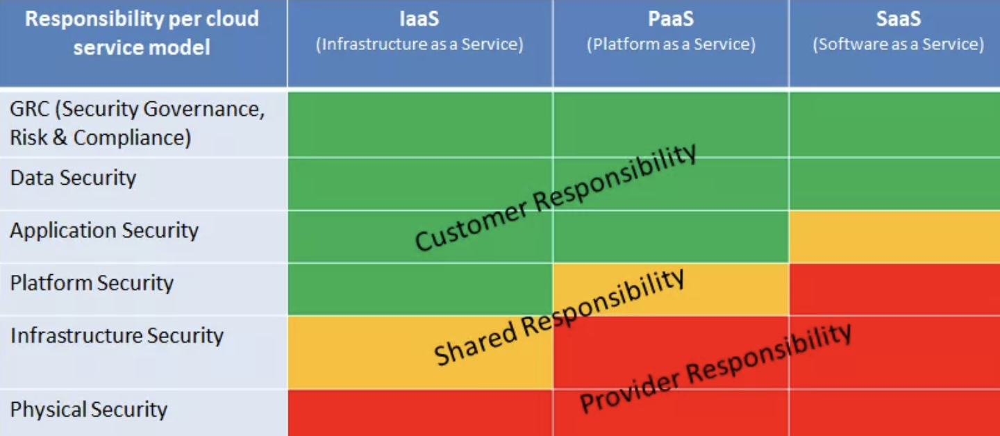 Responsibility per cloud
service model
IaaS
(Infrastructure as a Service)
PaaS
(Platform as a Service)
SaaS
(Software as a Service)
GRC (Security Governance,
Risk & Compliance)
Data Security
Application Security
Platform Security
Infrastructure Security
Physical Security
Customer Responsibility
Shared Responsibility
Provider Responsibility